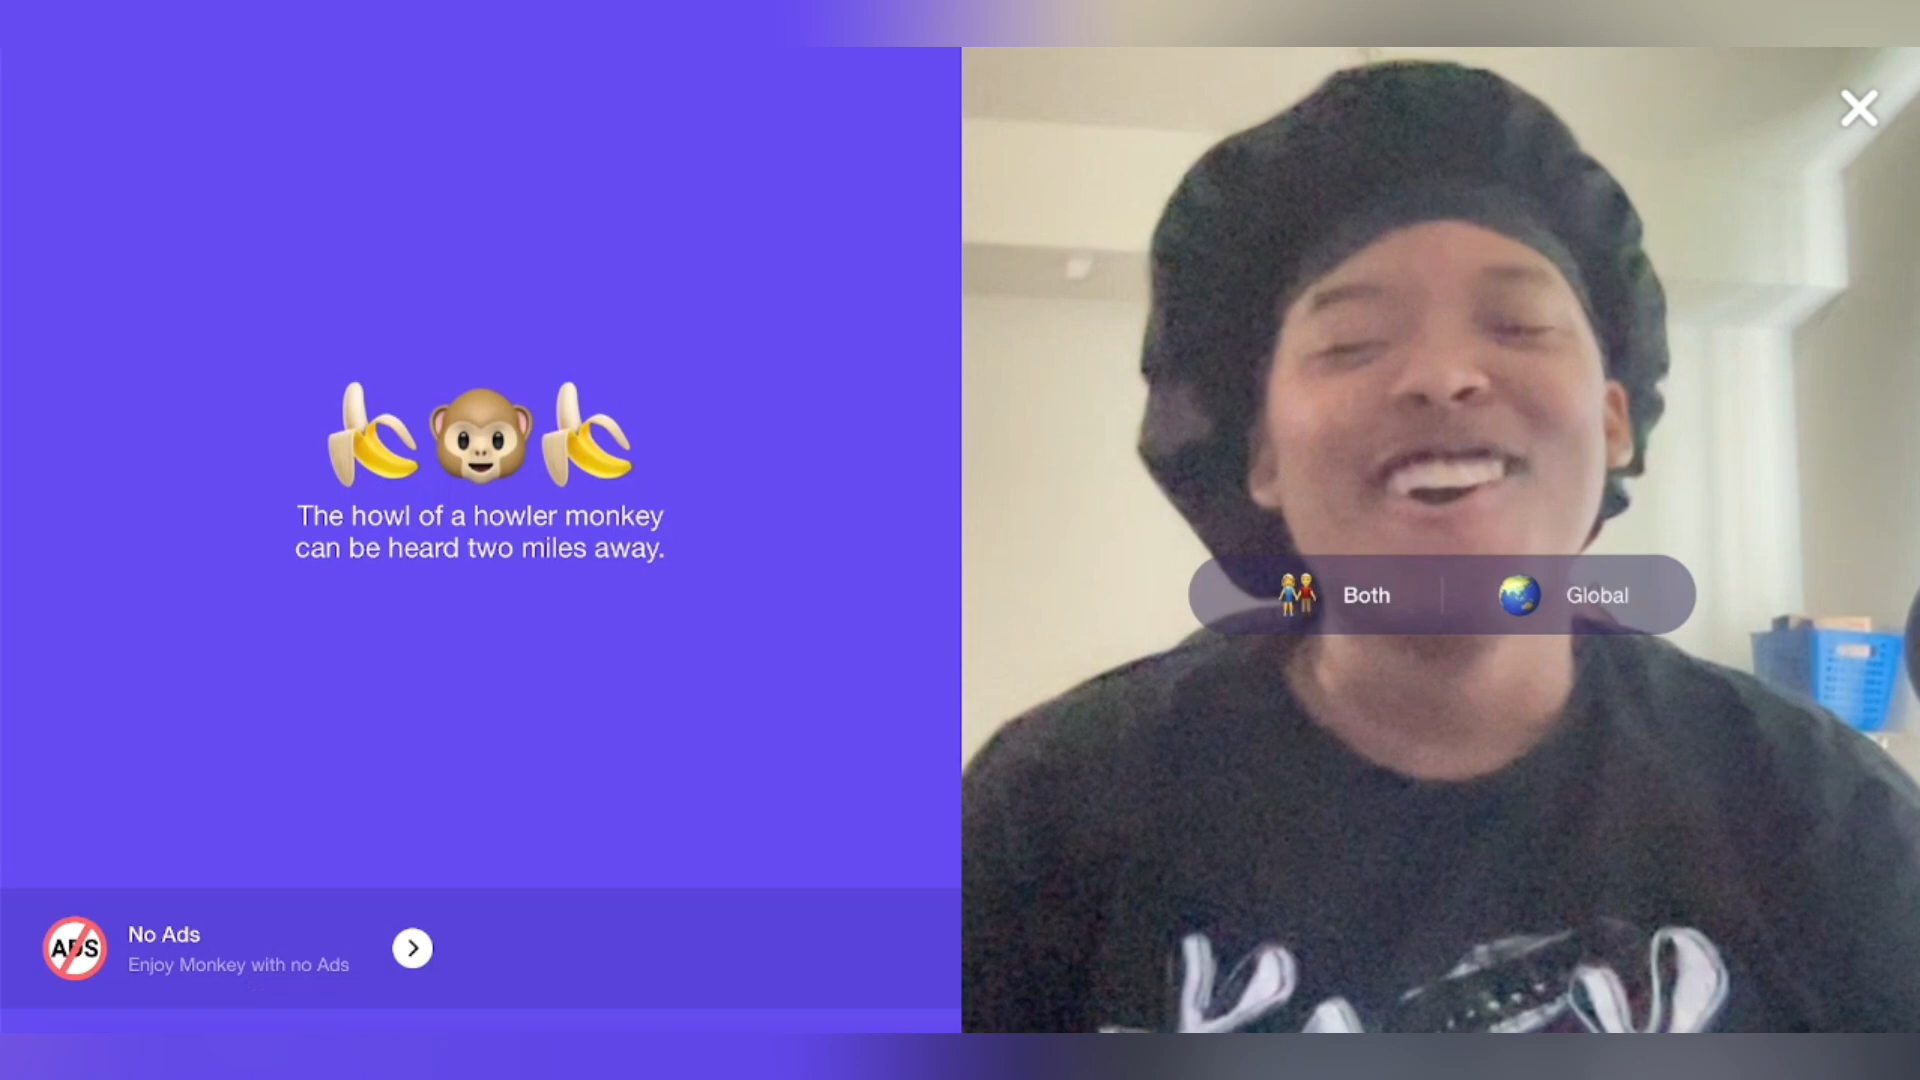 The howl of a howler monkey
can be heard two miles away.
Both
Global
ADS
No Ads
Enjoy Monkey with no Ads